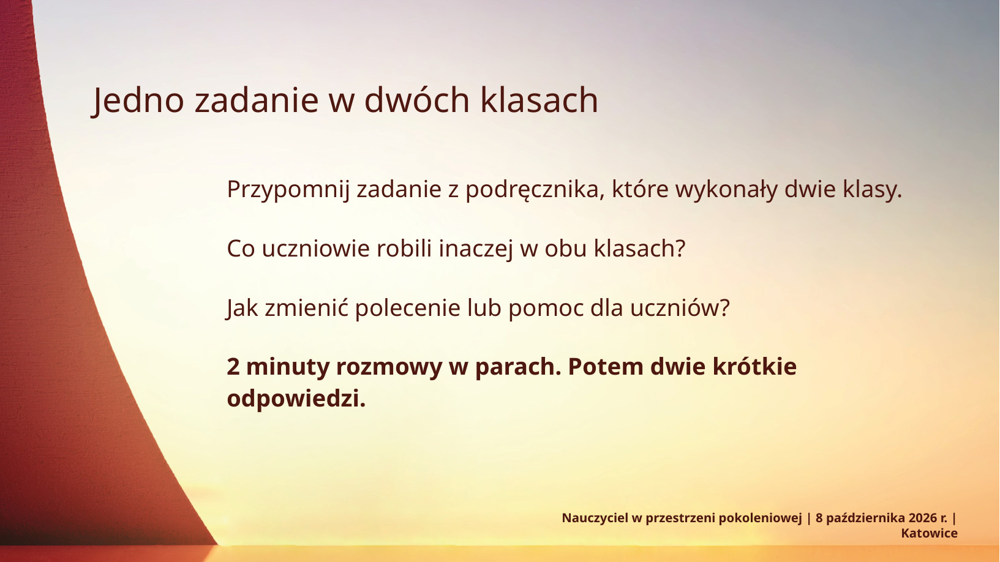 Jedno zadanie w dwóch klasach
Przypomnij zadanie z podręcznika, które wykonały dwie klasy.
Co uczniowie robili inaczej w obu klasach?
Jak zmienić polecenie lub pomoc dla uczniów?
2 minuty rozmowy w parach. Potem dwie krótkie
odpowiedzi.
Nauczyciel w przestrzeni pokoleniowej | 8 października 2026 r. |
Katowice